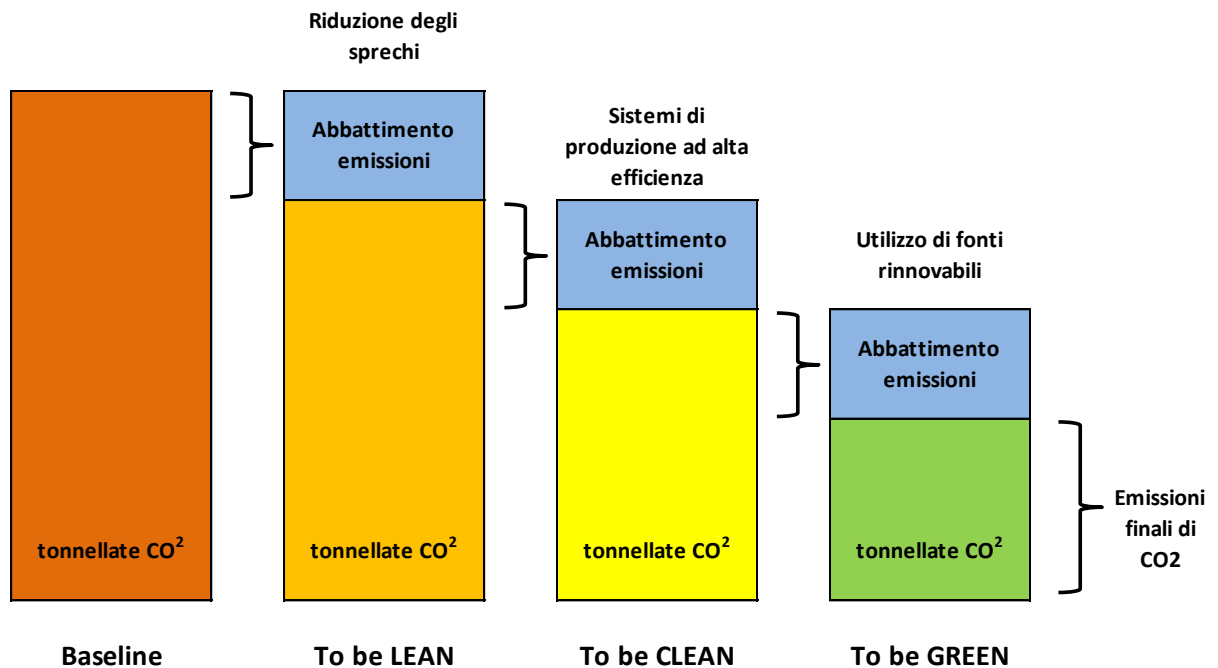 Riduzione degli
sprechi
Abbattimento
emissioni
Sistemi di
produzione ad alta
efficienza
Abbattimento
emissioni
Utilizzo di fonti
rinnovabili
Abbattimento
emissioni
tonnellate CO²
tonnellate CO²
tonnellate CO²
tonnellate CO²
Emissioni
finali di
CO2
Baseline
To be LEAN
To be CLEAN
To be GREEN